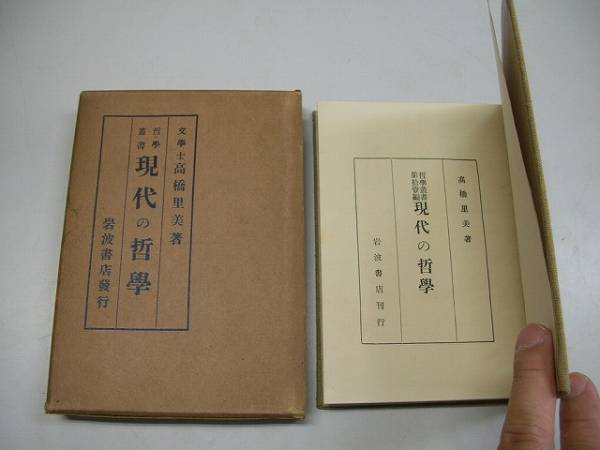 文學士 高橋里美著
哲學叢書
現代の哲學
岩波書店發行
高橋里美著
哲學叢書
第拾壹編
現代の哲學
岩波書店刊行